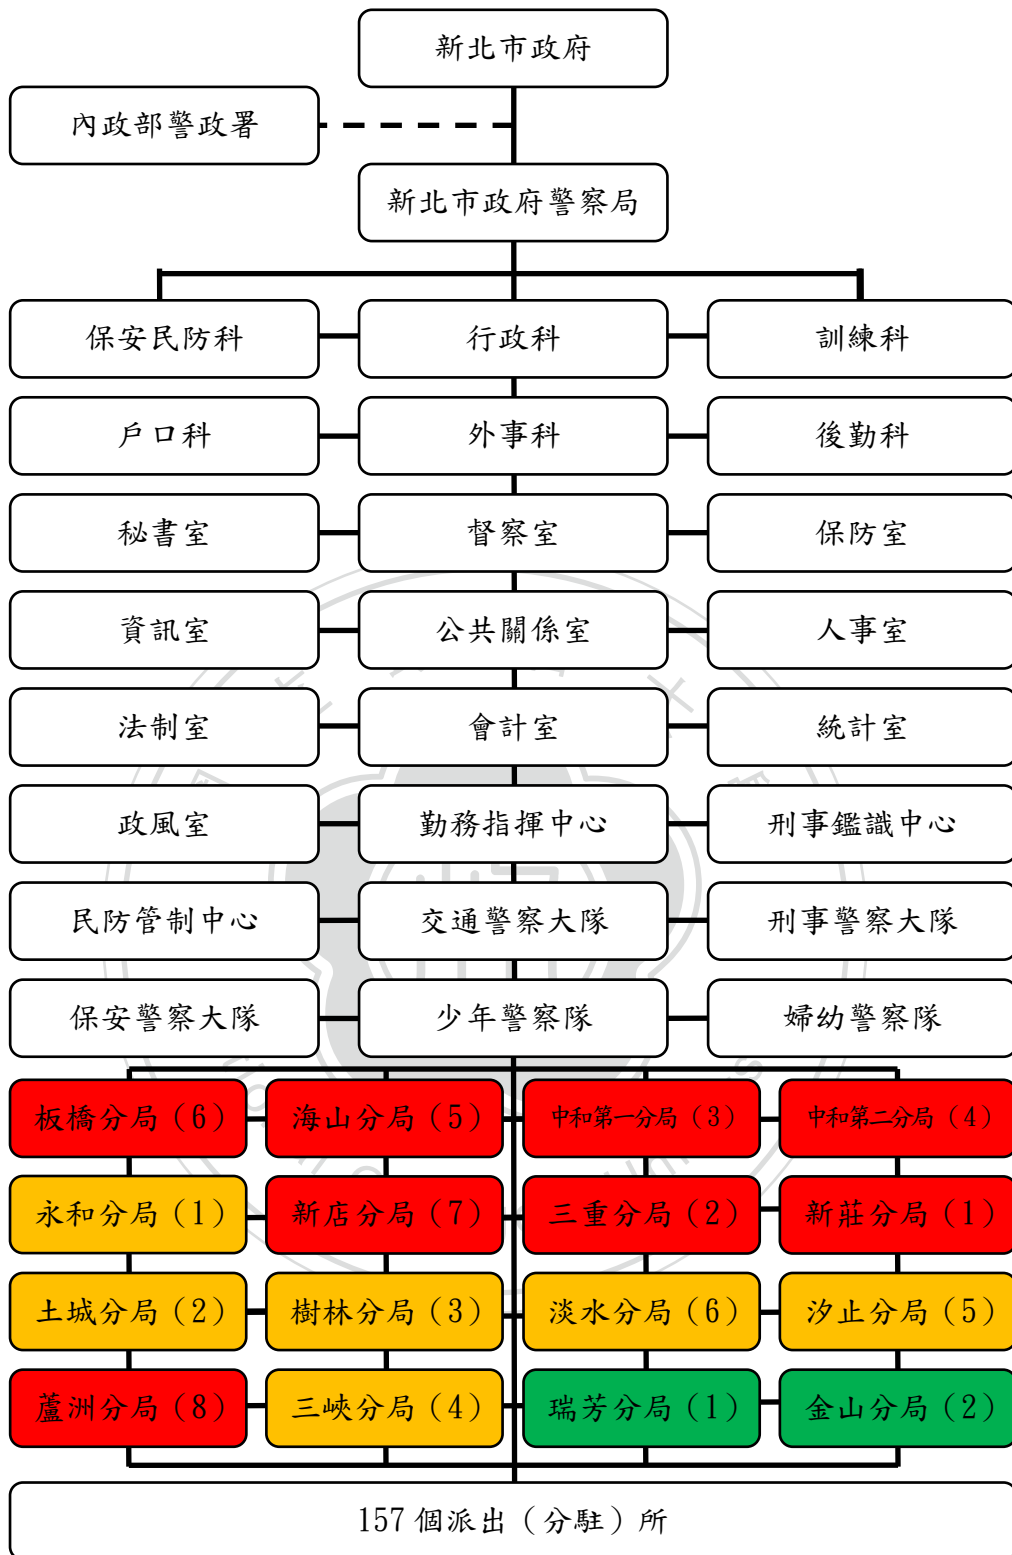 新北市政府
內政部警政署
新北市政府警察局
保安民防科
行政科
訓練科
戶口科
外事科
後勤科
秘書室
督察室
保防室
資訊室
公共關係室
人事室
法制室
會計室
統計室
政風室
勤務指揮中心
刑事鑑識中心
民防管制中心
交通警察大隊
刑事警察大隊
保安警察大隊
少年警察隊
婦幼警察隊
板橋分局（6）
海山分局（5）
中和第一分局（3）
中和第二分局（4）
永和分局（1）
新店分局（7）
三重分局（2）
新莊分局（1）
土城分局（2）
樹林分局（3）
淡水分局（6）
汐止分局（5）
蘆洲分局（8）
三峽分局（4）
瑞芳分局（1）
金山分局（2）
157 個派出（分駐）所